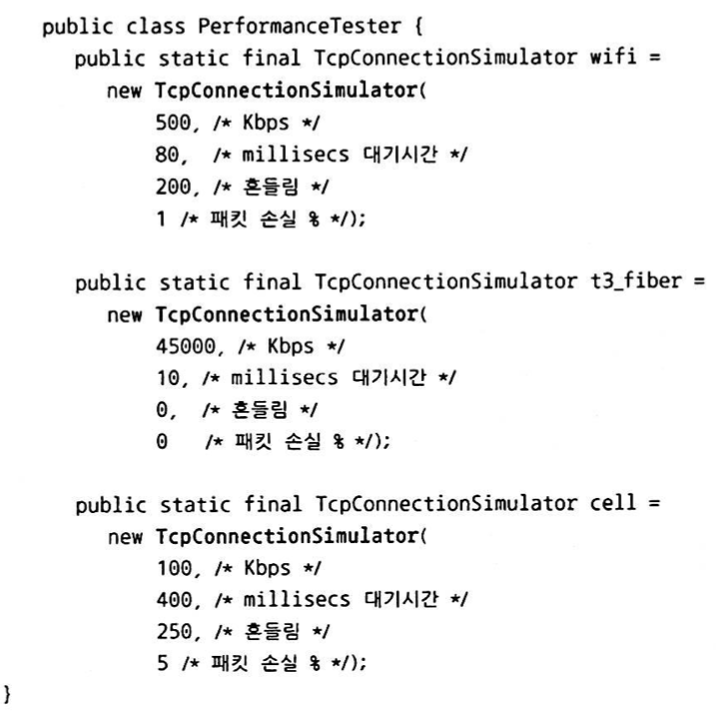 public class PerformanceTester {
public static final TcpConnectionSimulator wifi =
new TcpConnectionSimulator(
500, /* Kbps */
80, /* millisecs 대기시간 */
200, /* 흔들림 */
1 /* 패킷 손실 % */);
public static final TcpConnectionSimulator t3_fiber =
new TcpConnectionSimulator(
45000, /* Kbps */
10, /* millisecs 대기시간 */
0, /* 흔들림 */
0 /* 패킷 손실 % */);
public static final TcpConnectionSimulator cell =
new TcpConnectionSimulator(
100, /* Kbps */
400, /* millisecs 대기시간 */
250, /* 흔들림 */
5 /* 패킷 손실 % */);
}